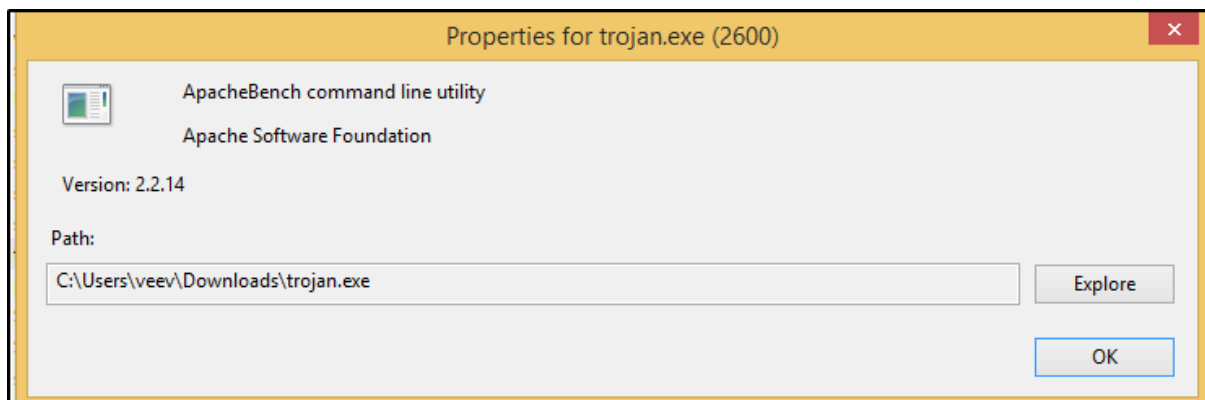 Properties for trojan.exe (2600)
ApacheBench command line utility
Apache Software Foundation
Version: 2.2.14
Path:
C:\Users\veev\Downloads\trojan.exe
Explore
OK